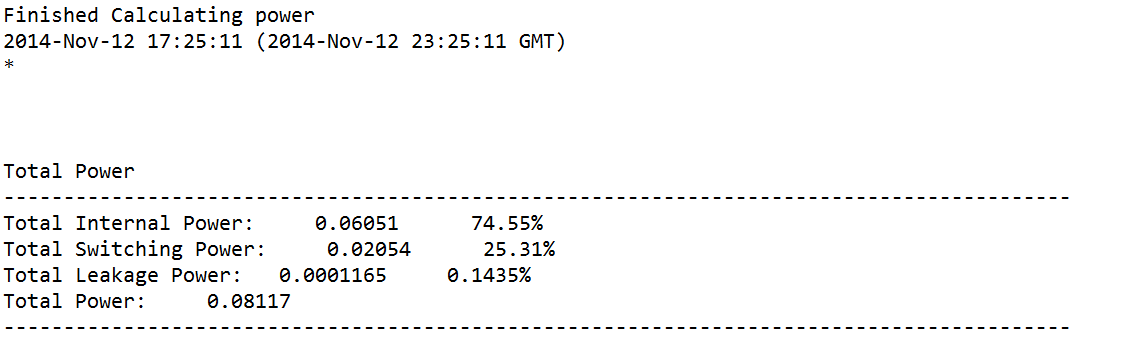 Finished Calculating power
2014-Nov-12 17:25:11 (2014-Nov-12 23:25:11 GMT)
*
Total Power
-----------------------------------------------------------------------------------------
Total Internal Power:     0.06051      74.55%
Total Switching Power:     0.02054      25.31%
Total Leakage Power:   0.0001165     0.1435%
Total Power:     0.08117
-----------------------------------------------------------------------------------------